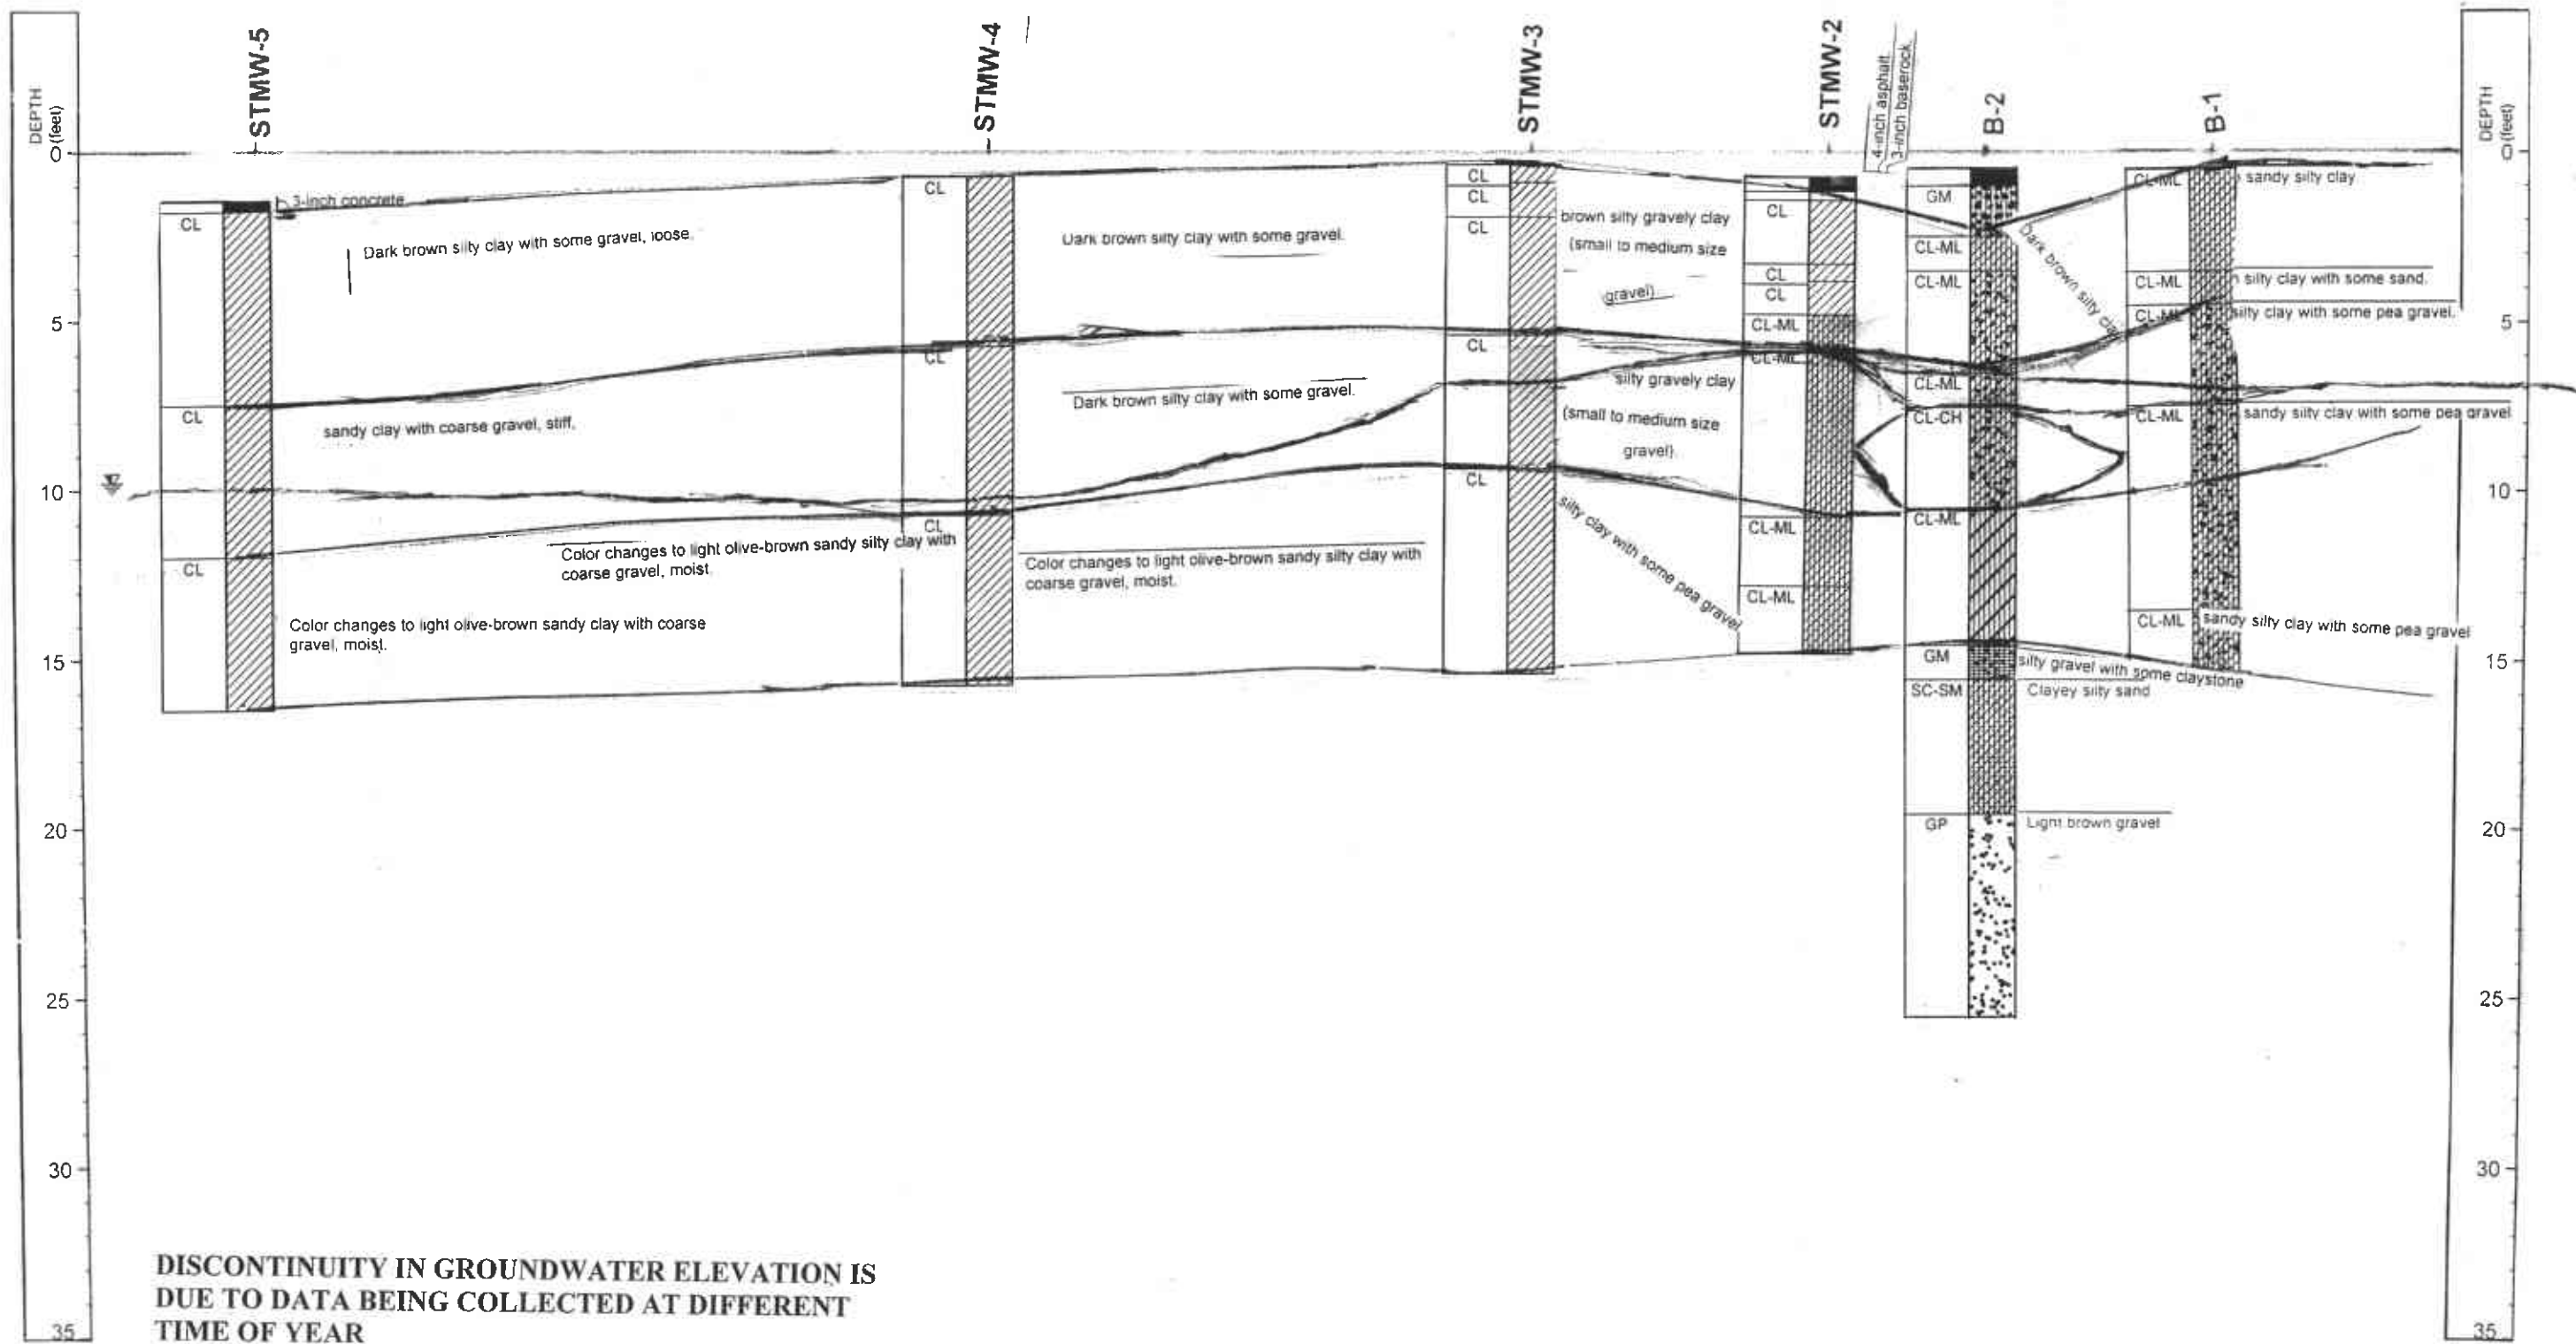 DEPTH
(feet)
STMW-5
STMW-4
STMW-3
STMW-2
4-inch asphalt.
3-inch baserock.
B-2
B-1
DEPTH
(feet)
0
5
10
15
20
25
30
35
3-inch concrete
CL
Dark brown silty clay with some gravel, loose.
CL
sandy clay with coarse gravel, stiff.
CL
Color changes to light olive-brown sandy clay with coarse
gravel, moist.
CL
Dark brown silty clay with some gravel.
CL
Dark brown silty clay with some gravel.
CL
Color changes to light olive-brown sandy silty clay with
coarse gravel, moist
Color changes to light olive-brown sandy silty clay with
coarse gravel, moist.
CL
CL
CL
brown silty gravely clay
(small to medium size
gravel)
CL
silty gravely clay
(small to medium size
gravel).
CL
silty clay with some pea gravel
CL
CL
CL
CL-ML
CL-ML
CL-ML
CL-ML
GM
CL-ML
CL-ML
CL-ML
CL-CH
CL-ML
GM
silty gravel with some claystone
SC-SM
Clayey silty sand
GP
Light brown gravel
Dark brown silty clay
CL-ML
sandy silty clay
CL-ML
silty clay with some sand.
CL-ML
silty clay with some pea gravel.
CL-ML
sandy silty clay with some pea gravel
CL-ML
sandy silty clay with some pea gravel
0
5
10
15
20
25
30
35
DISCONTINUITY IN GROUNDWATER ELEVATION IS
DUE TO DATA BEING COLLECTED AT DIFFERENT
TIME OF YEAR